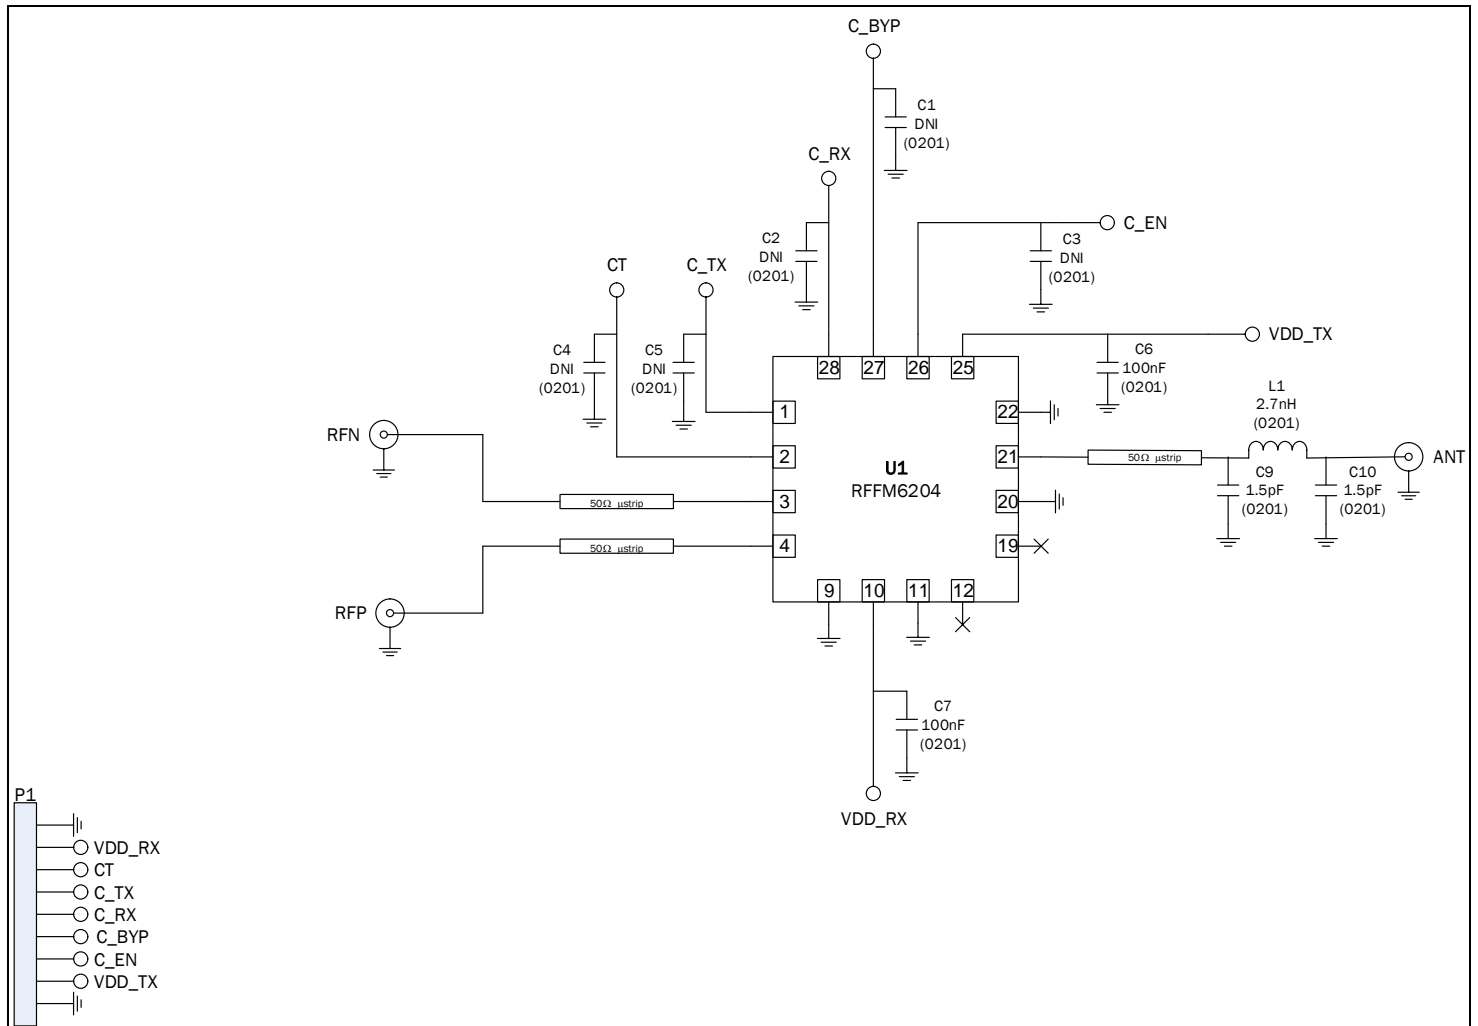 C_BYP
C1
DNI
(0201)
C_RX
C2
DNI
(0201)
C_EN
C3
DNI
(0201)
CT
C_TX
C4
DNI
(0201)
C5
DNI
(0201)
VDD_TX
C6
100nF
(0201)
28
27
26
25
L1
2.7nH
(0201)
1
22
RFN
2
U1
RFFM6204
21
50Ω μstrip
ANT
C9
1.5pF
(0201)
C10
1.5pF
(0201)
50Ω μstrip
3
20
50Ω μstrip
4
19
RFP
9
10
11
12
C7
100nF
(0201)
VDD_RX
P1
VDD_RX
CT
C_TX
C_RX
C_BYP
C_EN
VDD_TX